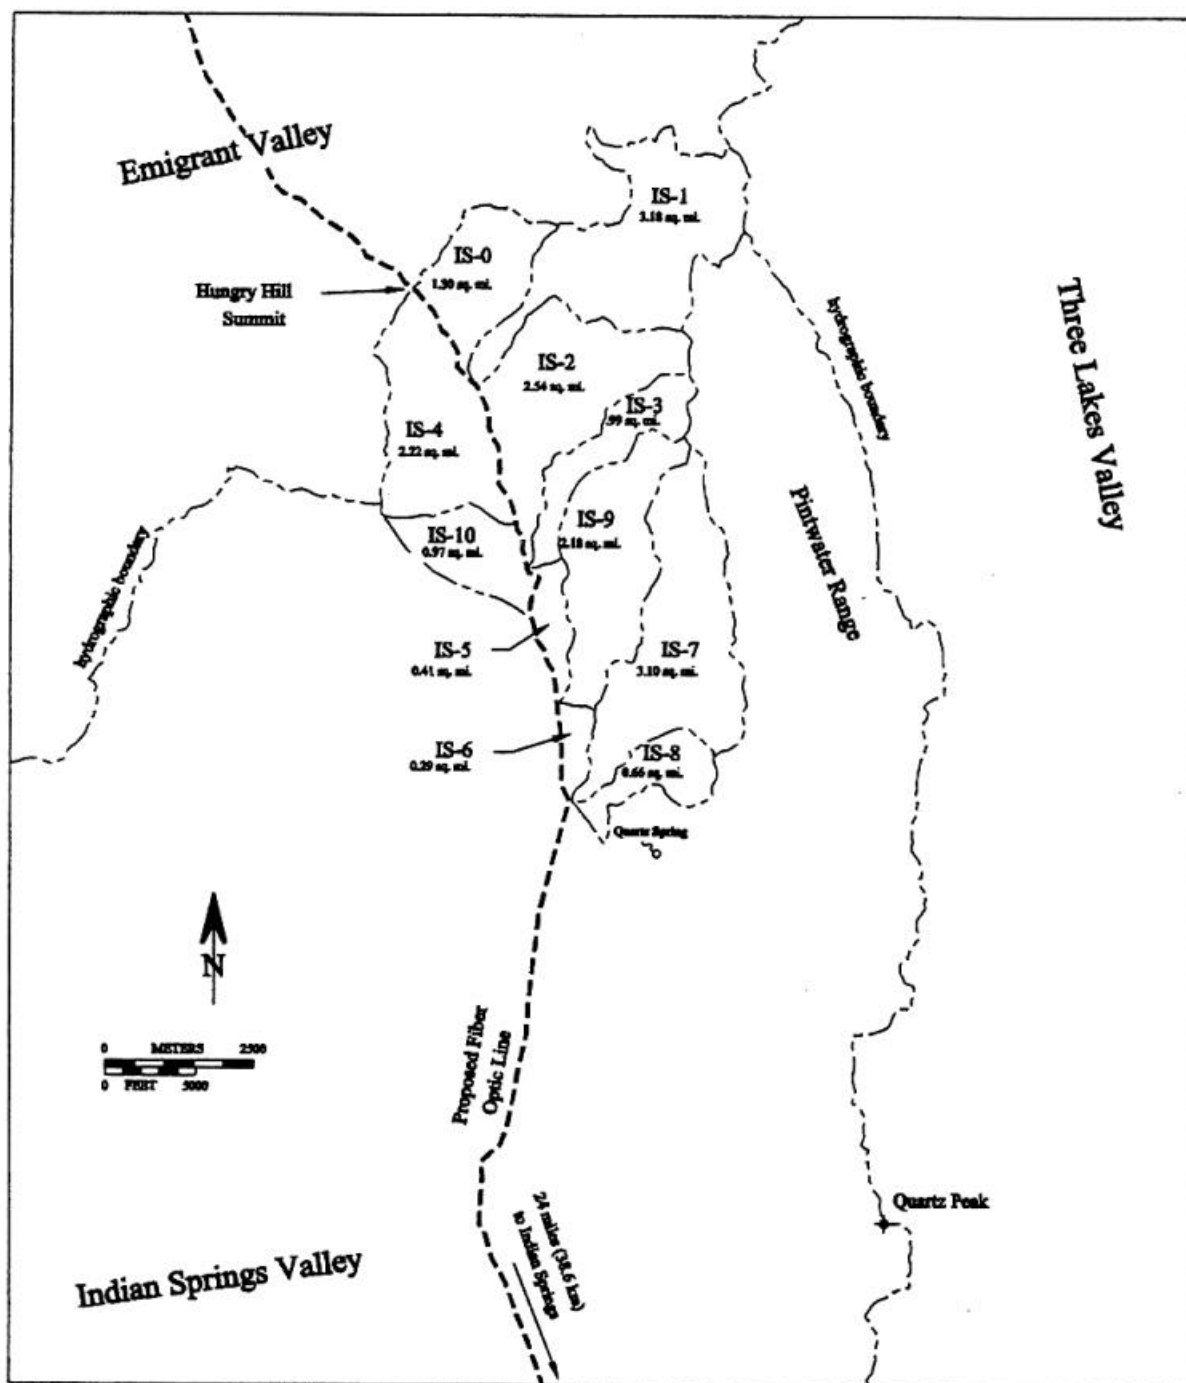 Emigrant Valley
IS-1
3.18 sq. mi.
IS-0
1.30 sq. mi.
Hungry Hill
Summit
Three Lakes Valley
hydrographic boundary
IS-2
2.54 sq. mi.
IS-3
.99 sq. mi.
IS-4
2.22 sq. mi.
Pintwater Range
IS-9
2.18 sq. mi.
IS-10
0.97 sq. mi.
hydrographic boundary
IS-5
0.41 sq. mi.
IS-7
3.10 sq. mi.
IS-6
0.29 sq. mi.
IS-8
0.66 sq. mi.
Quartz Spring
N
0 METERS 2500
0 FEET 5000
Proposed Fiber
Optic Line
24 miles (38.6 km)
to Indian Springs
Quartz Peak
Indian Springs Valley